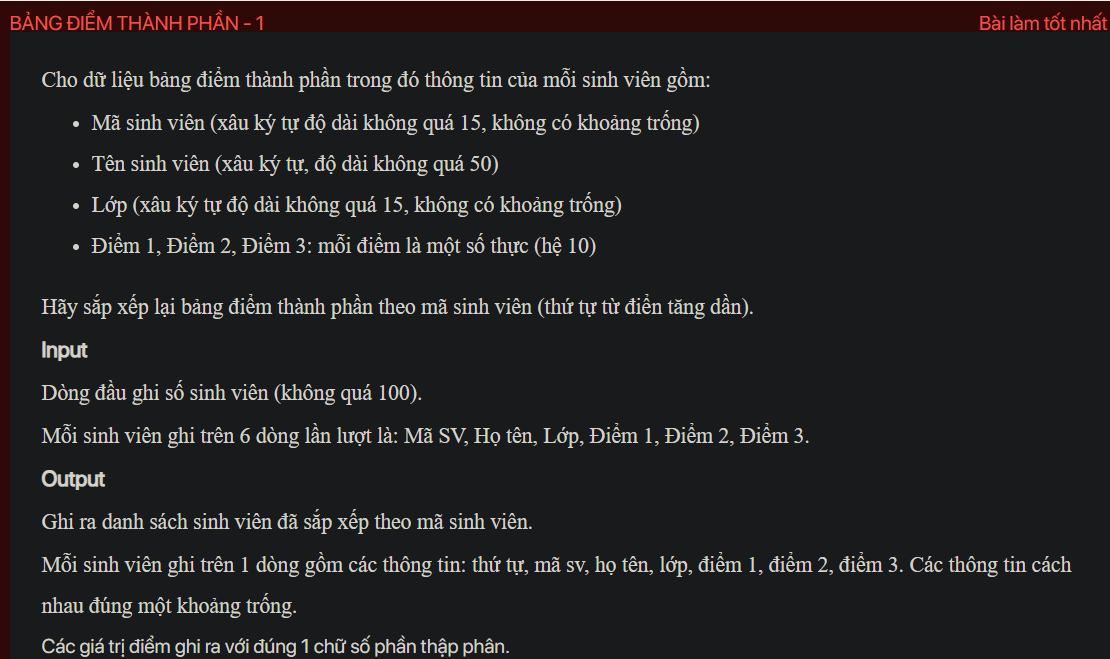 BẢNG ĐIỂM THÀNH PHẦN - 1
Bài làm tốt nhất
Cho dữ liệu bảng điểm thành phần trong đó thông tin của mỗi sinh viên gồm:
• Mã sinh viên (xâu ký tự độ dài không quá 15, không có khoảng trống)
• Tên sinh viên (xâu ký tự, độ dài không quá 50)
• Lớp (xâu ký tự độ dài không quá 15, không có khoảng trống)
• Điểm 1, Điểm 2, Điểm 3: mỗi điểm là một số thực (hệ 10)
Hãy sắp xếp lại bảng điểm thành phần theo mã sinh viên (thứ tự từ điển tăng dần).
Input
Dòng đầu ghi số sinh viên (không quá 100).
Mỗi sinh viên ghi trên 6 dòng lần lượt là: Mã SV, Họ tên, Lớp, Điểm 1, Điểm 2, Điểm 3.
Output
Ghi ra danh sách sinh viên đã sắp xếp theo mã sinh viên.
Mỗi sinh viên ghi trên 1 dòng gồm các thông tin: thứ tự, mã sv, họ tên, lớp, điểm 1, điểm 2, điểm 3. Các thông tin cách
nhau đúng một khoảng trống.
Các giá trị điểm ghi ra với đúng 1 chữ số phần thập phân.